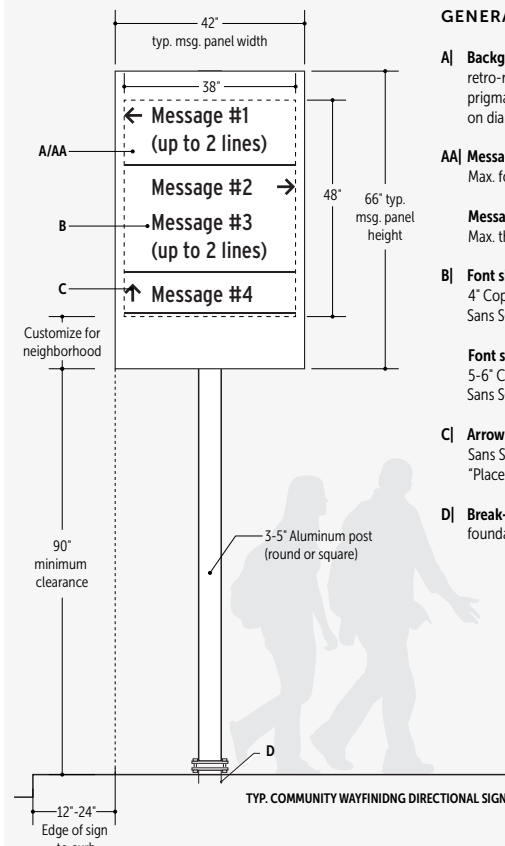 42"
typ. msg. panel width
38"
← Message #1
(up to 2 lines)
Message #2 →
Message #3
(up to 2 lines)
↑ Message #4
A/AA
B
C
48"
66" typ.
msg. panel
height
Customize for
neighborhood
90"
minimum
clearance
3-5" Aluminum post
(round or square)
D
12"-24"
Edge of sign
to curb
TYP. COMMUNITY WAYFINIDNG DIRECTIONAL SIGN
GENERA
A| Backg
retro-r
prigma
on dia
AA| Messa
Max. fo
Messa
Max. th
B| Font s
4" Cop
Sans S
Font s
5-6" C
Sans S
C| Arrow
Sans S
"Place
D| Break-
founda